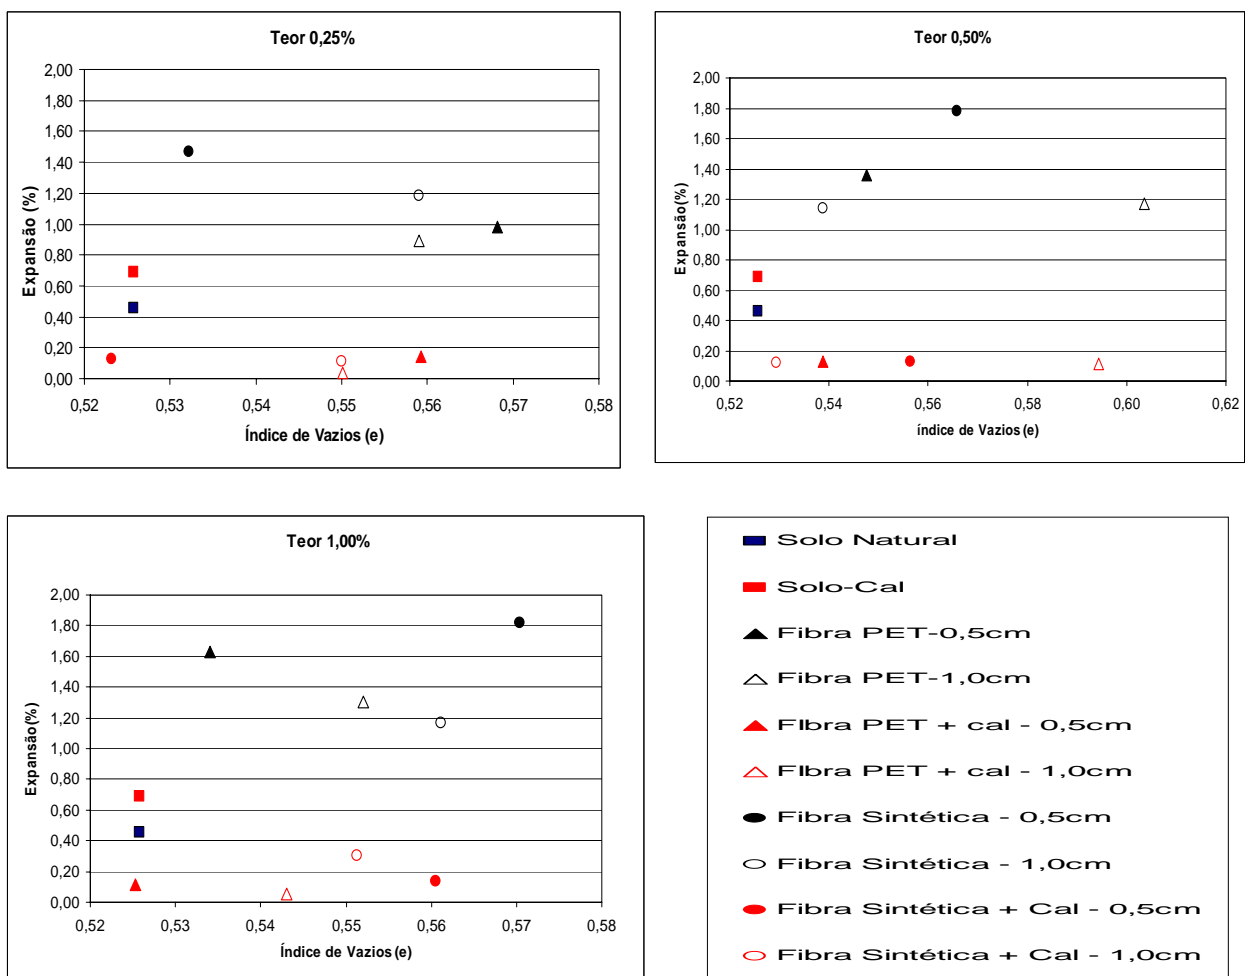 Teor 0,25%
Expansão (%)
2,00
1,80
1,60
1,40
1,20
1,00
0,80
0,60
0,40
0,20
0,00
0,52 0,53 0,54 0,55 0,56 0,57 0,58
Índice de Vazios (e)
Teor 0,50%
Expansão(%)
2,00
1,80
1,60
1,40
1,20
1,00
0,80
0,60
0,40
0,20
0,00
0,52 0,54 0,56 0,58 0,60 0,62
índice de Vazios (e)
Teor 1,00%
Expansão(%)
2,00
1,80
1,60
1,40
1,20
1,00
0,80
0,60
0,40
0,20
0,00
0,52 0,53 0,54 0,55 0,56 0,57 0,58
Índice de Vazios (e)
Solo Natural
Solo-Cal
Fibra PET-0,5cm
Fibra PET-1,0cm
FIbra PET + cal - 0,5cm
FIbra PET + cal - 1,0cm
Fibra Sintética - 0,5cm
Fibra Sintética - 1,0cm
Fibra Sintética + Cal - 0,5cm
Fibra Sintética + Cal - 1,0cm